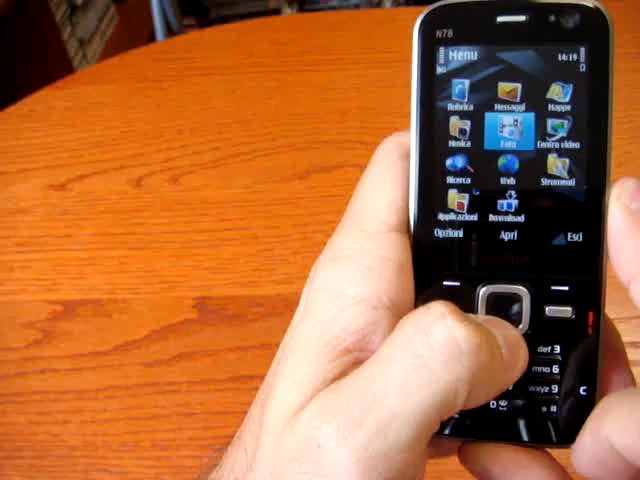 N78
Menu 14:19
Rubrica Messaggi Mappe
Musica Foto Centro video
Ricerca Web Strumenti
Applicazioni Download
Opzioni Apri Esci
def 3
mno 6
wxyz 9
C
0
#